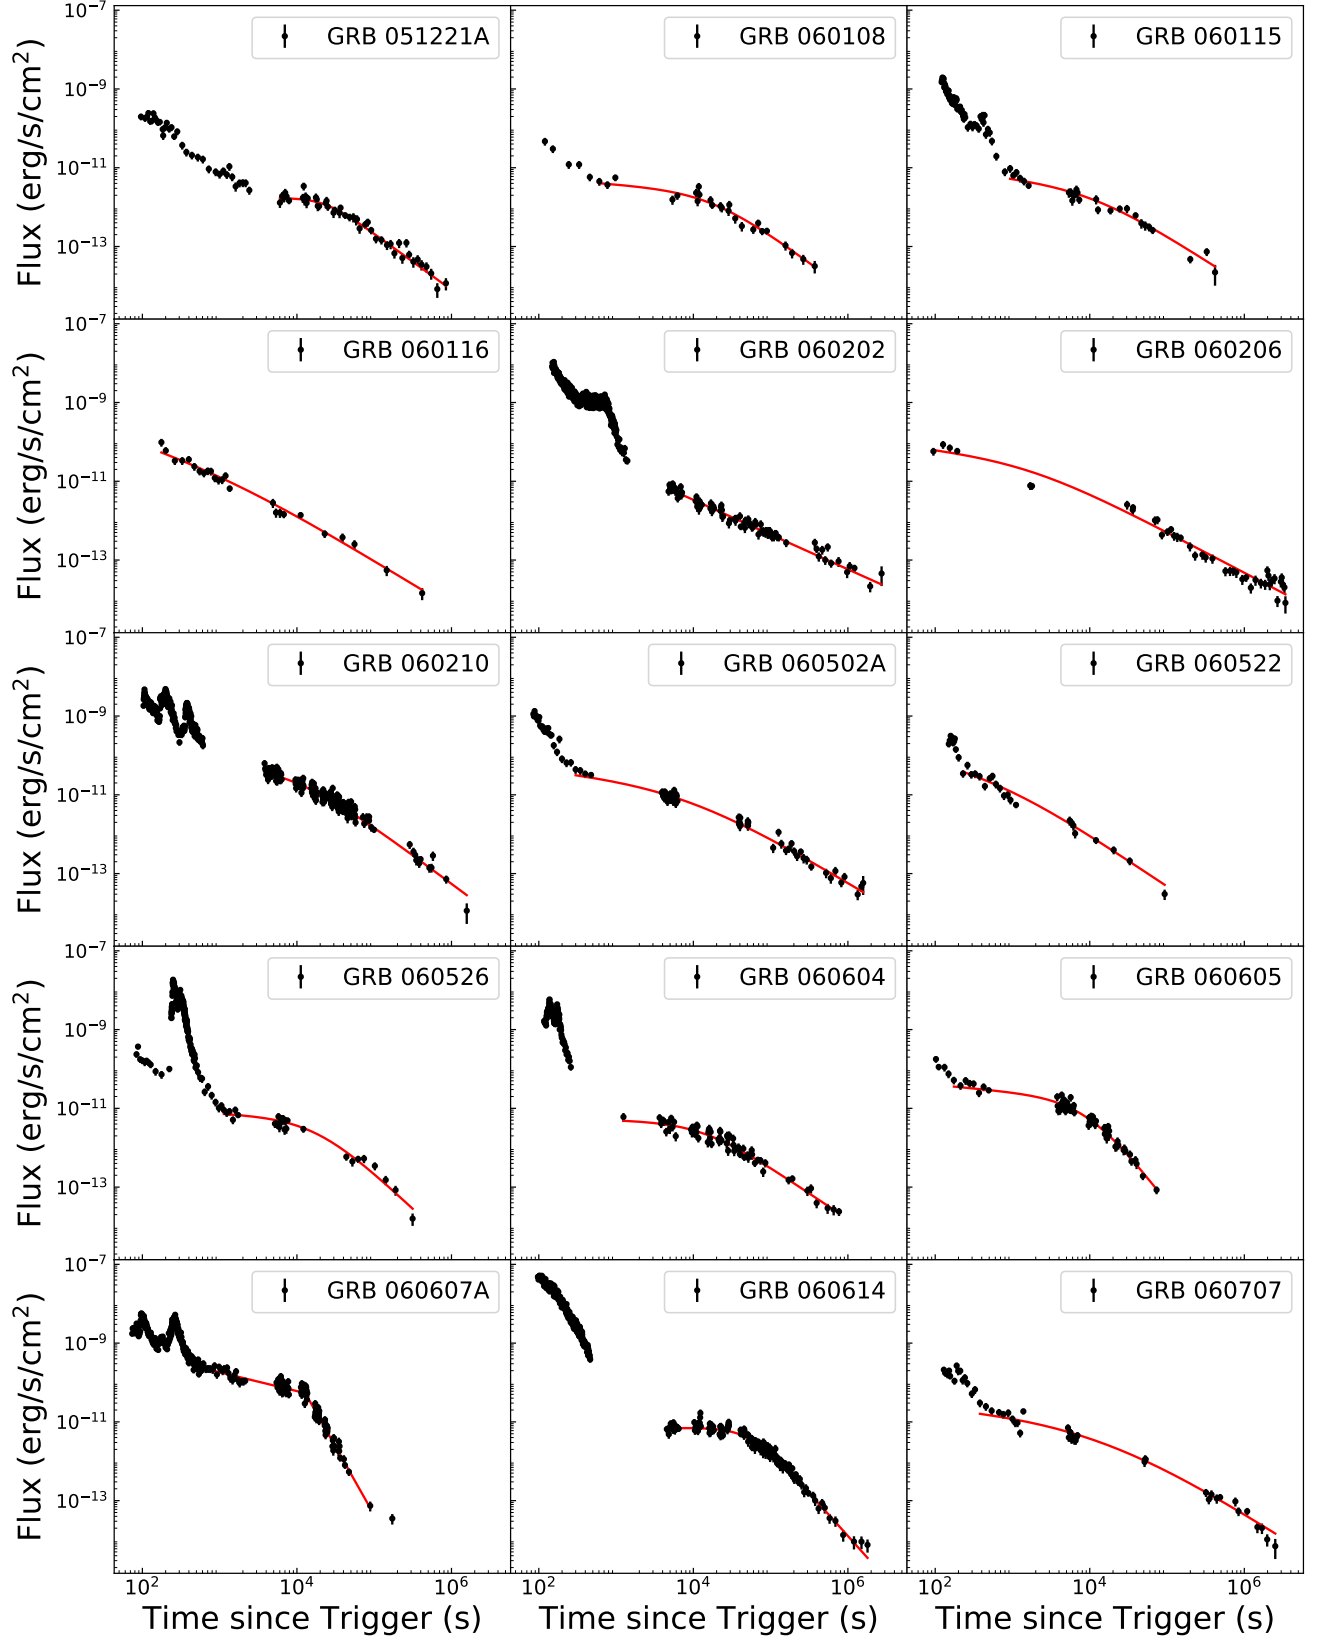 10⁻⁷
GRB 051221A
GRB 060108
GRB 060115
10⁻⁹
10⁻¹¹
10⁻¹³
Flux (erg/s/cm²)
10⁻⁷
GRB 060116
GRB 060202
GRB 060206
10⁻⁹
10⁻¹¹
10⁻¹³
Flux (erg/s/cm²)
10⁻⁷
GRB 060210
GRB 060502A
GRB 060522
10⁻⁹
10⁻¹¹
10⁻¹³
Flux (erg/s/cm²)
10⁻⁷
GRB 060526
GRB 060604
GRB 060605
10⁻⁹
10⁻¹¹
10⁻¹³
Flux (erg/s/cm²)
10⁻⁷
GRB 060607A
GRB 060614
GRB 060707
10⁻⁹
10⁻¹¹
10⁻¹³
Flux (erg/s/cm²)
10² 10⁴ 10⁶ 10² 10⁴ 10⁶ 10² 10⁴ 10⁶
Time since Trigger (s) Time since Trigger (s) Time since Trigger (s)